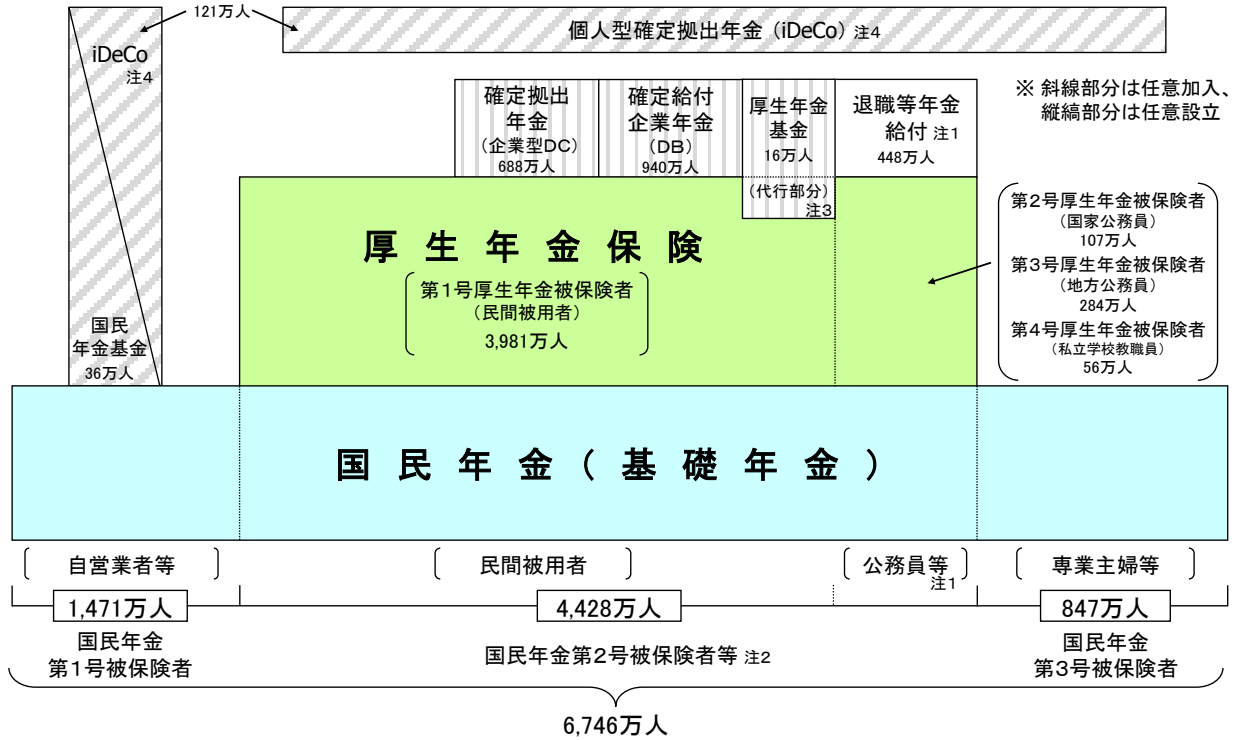 121万人
iDeCo
注4
個人型確定拠出年金（iDeCo）注4
※ 斜線部分は任意加入、
縦縞部分は任意設立
確定拠出
年金
（企業型DC）
688万人
確定給付
企業年金
（DB）
940万人
厚生年金
基金
16万人
（代行部分）
注3
退職等年金
給付 注1
448万人
厚生年金保険
第1号厚生年金被保険者
（民間被用者）
3,981万人
第2号厚生年金被保険者
（国家公務員）
107万人
第3号厚生年金被保険者
（地方公務員）
284万人
第4号厚生年金被保険者
（私立学校教職員）
56万人
国民
年金基金
36万人
国民年金（基礎年金）
自営業者等
民間被用者
公務員等
注1
専業主婦等
1,471万人
4,428万人
847万人
国民年金
第1号被保険者
国民年金第2号被保険者等 注2
国民年金
第3号被保険者
6,746万人